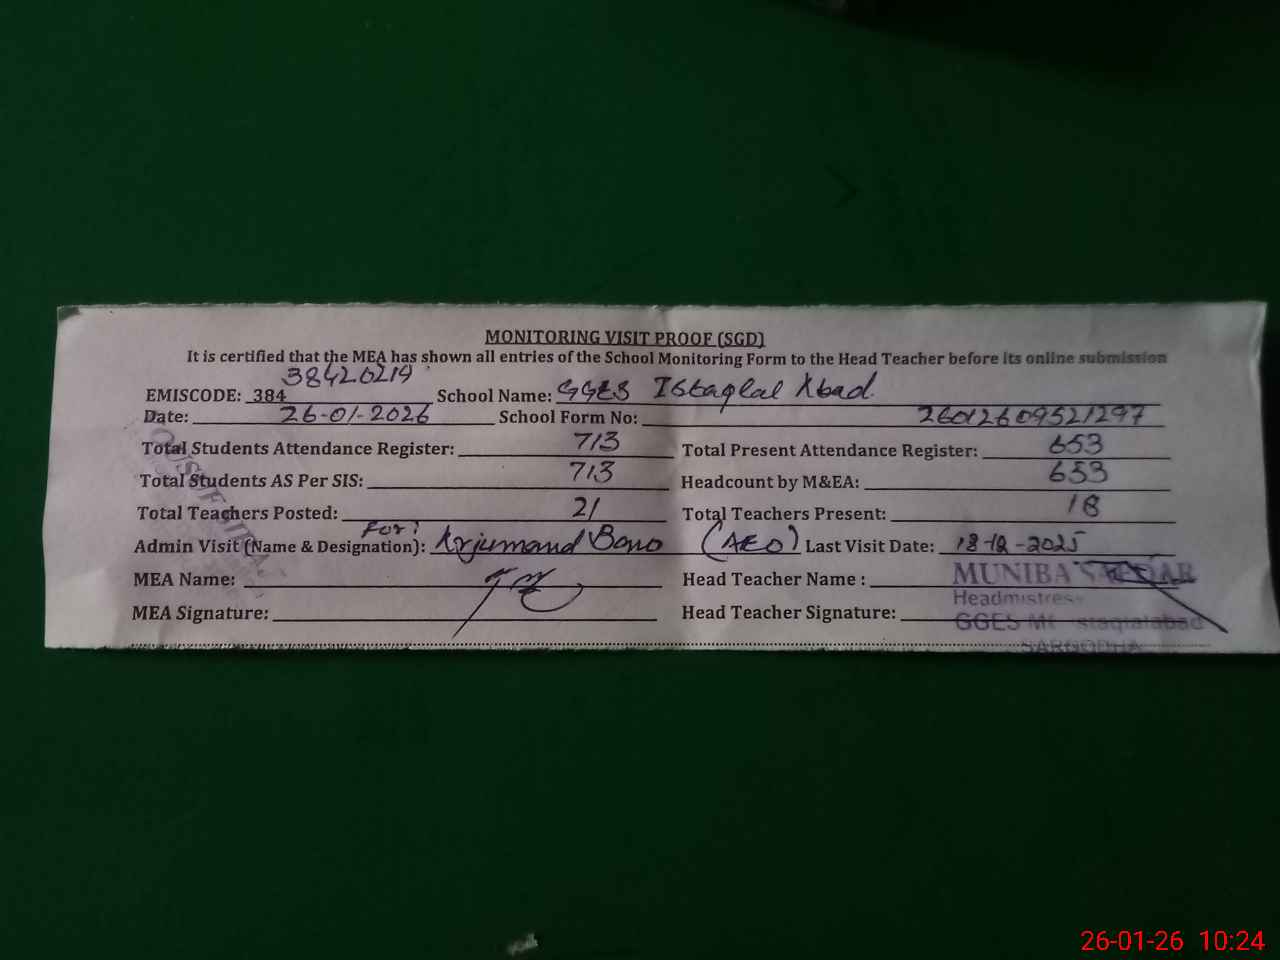 MONITORING VISIT PROOF (SGD)
It is certified that the MEA has shown all entries of the School Monitoring Form to the Head Teacher before its online submission
38420214
EMISCODE: 384 School Name: GGES Istaqlal Abad.
Date: 26-01-2026 School Form No: 26012609521297
Total Students Attendance Register: 713 Total Present Attendance Register: 653
Total Students AS Per SIS: 713 Headcount by M&EA: 653
Total Teachers Posted: 21 Total Teachers Present: 18
Admin Visit (Name & Designation): Arjumand Bano (AEO) Last Visit Date: 18-12-2025
MEA Name: Head Teacher Name : MUNIBA
Headmistress
MEA Signature: Head Teacher Signature: GGES
SARGODHA
26-01-26 10:24